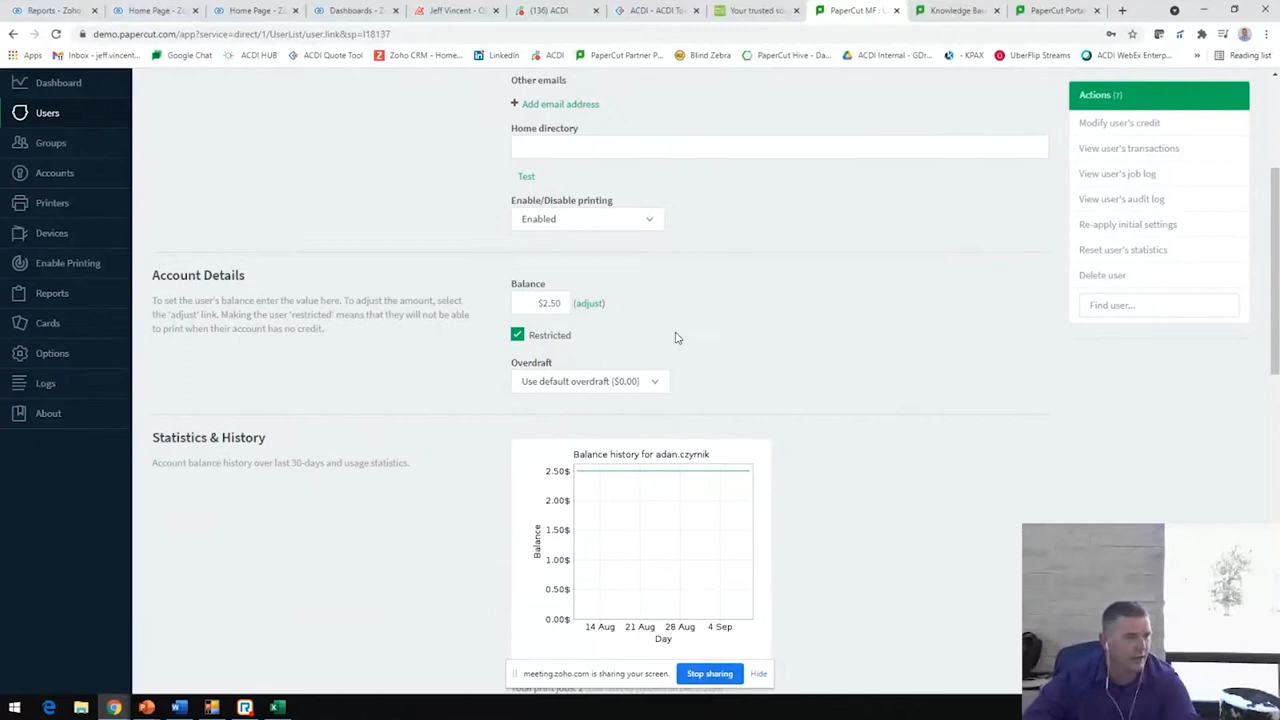 Reports - Zoho
Home Page - Z
Home Page - Z
Dashboards - Z
Jeff Vincent - G
(136) ACDI
ACDI - ACDI To
Your trusted so
PaperCut MF : U
Knowledge Bas
PaperCut Porta
demo.papercut.com/app?service=direct/1/UserList/user.link&sp=l18137
Apps
Inbox - jeff.vincent...
Google Chat
ACDI HUB
ACDI Quote Tool
Zoho CRM - Home...
LinkedIn
ACDI
PaperCut Partner P...
Blind Zebra
PaperCut Hive - Da...
ACDI Internal - GDr...
- KPAX
UberFlip Streams
ACDI WebEx Enterp...
»
Reading list
Dashboard
Users
Groups
Accounts
Printers
Devices
Enable Printing
Reports
Cards
Options
Logs
About
Other emails
+ Add email address
Home directory
Test
Enable/Disable printing
Enabled
Account Details
To set the user's balance enter the value here. To adjust the amount, select
the 'adjust' link. Making the user 'restricted' means that they will not be able
to print when their account has no credit.
Balance
$2.50 (adjust)
Restricted
Overdraft
Use default overdraft ($0.00)
Statistics & History
Account balance history over last 30-days and usage statistics.
Balance history for adan.czyrnik
2.50$
2.00$
1.50$
1.00$
0.50$
0.00$
Balance
14 Aug 21 Aug 28 Aug 4 Sep
Day
Actions (7)
Modify user's credit
View user's transactions
View user's job log
View user's audit log
Re-apply initial settings
Reset user's statistics
Delete user
Find user...
meeting.zoho.com is sharing your screen.
Stop sharing
Hide
Total print jobs: 2